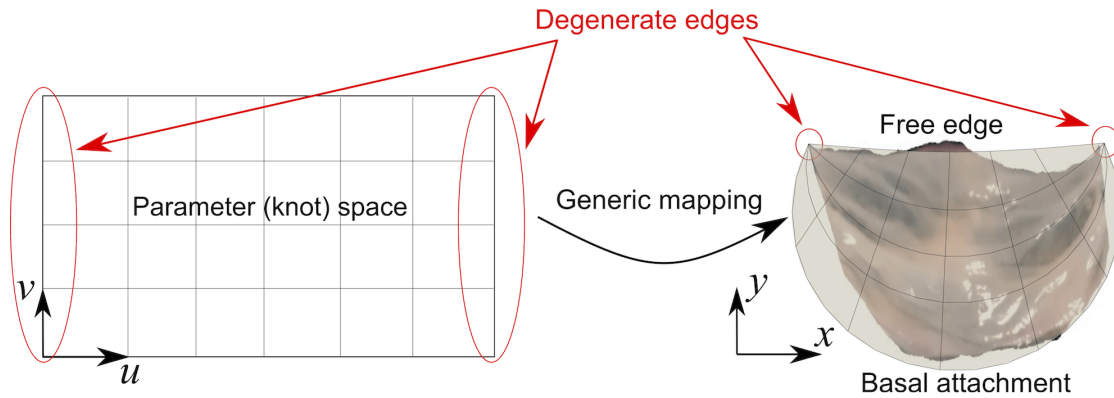 Degenerate edges
Free edge
Parameter (knot) space
Generic mapping
v
y
x
u
Basal attachment